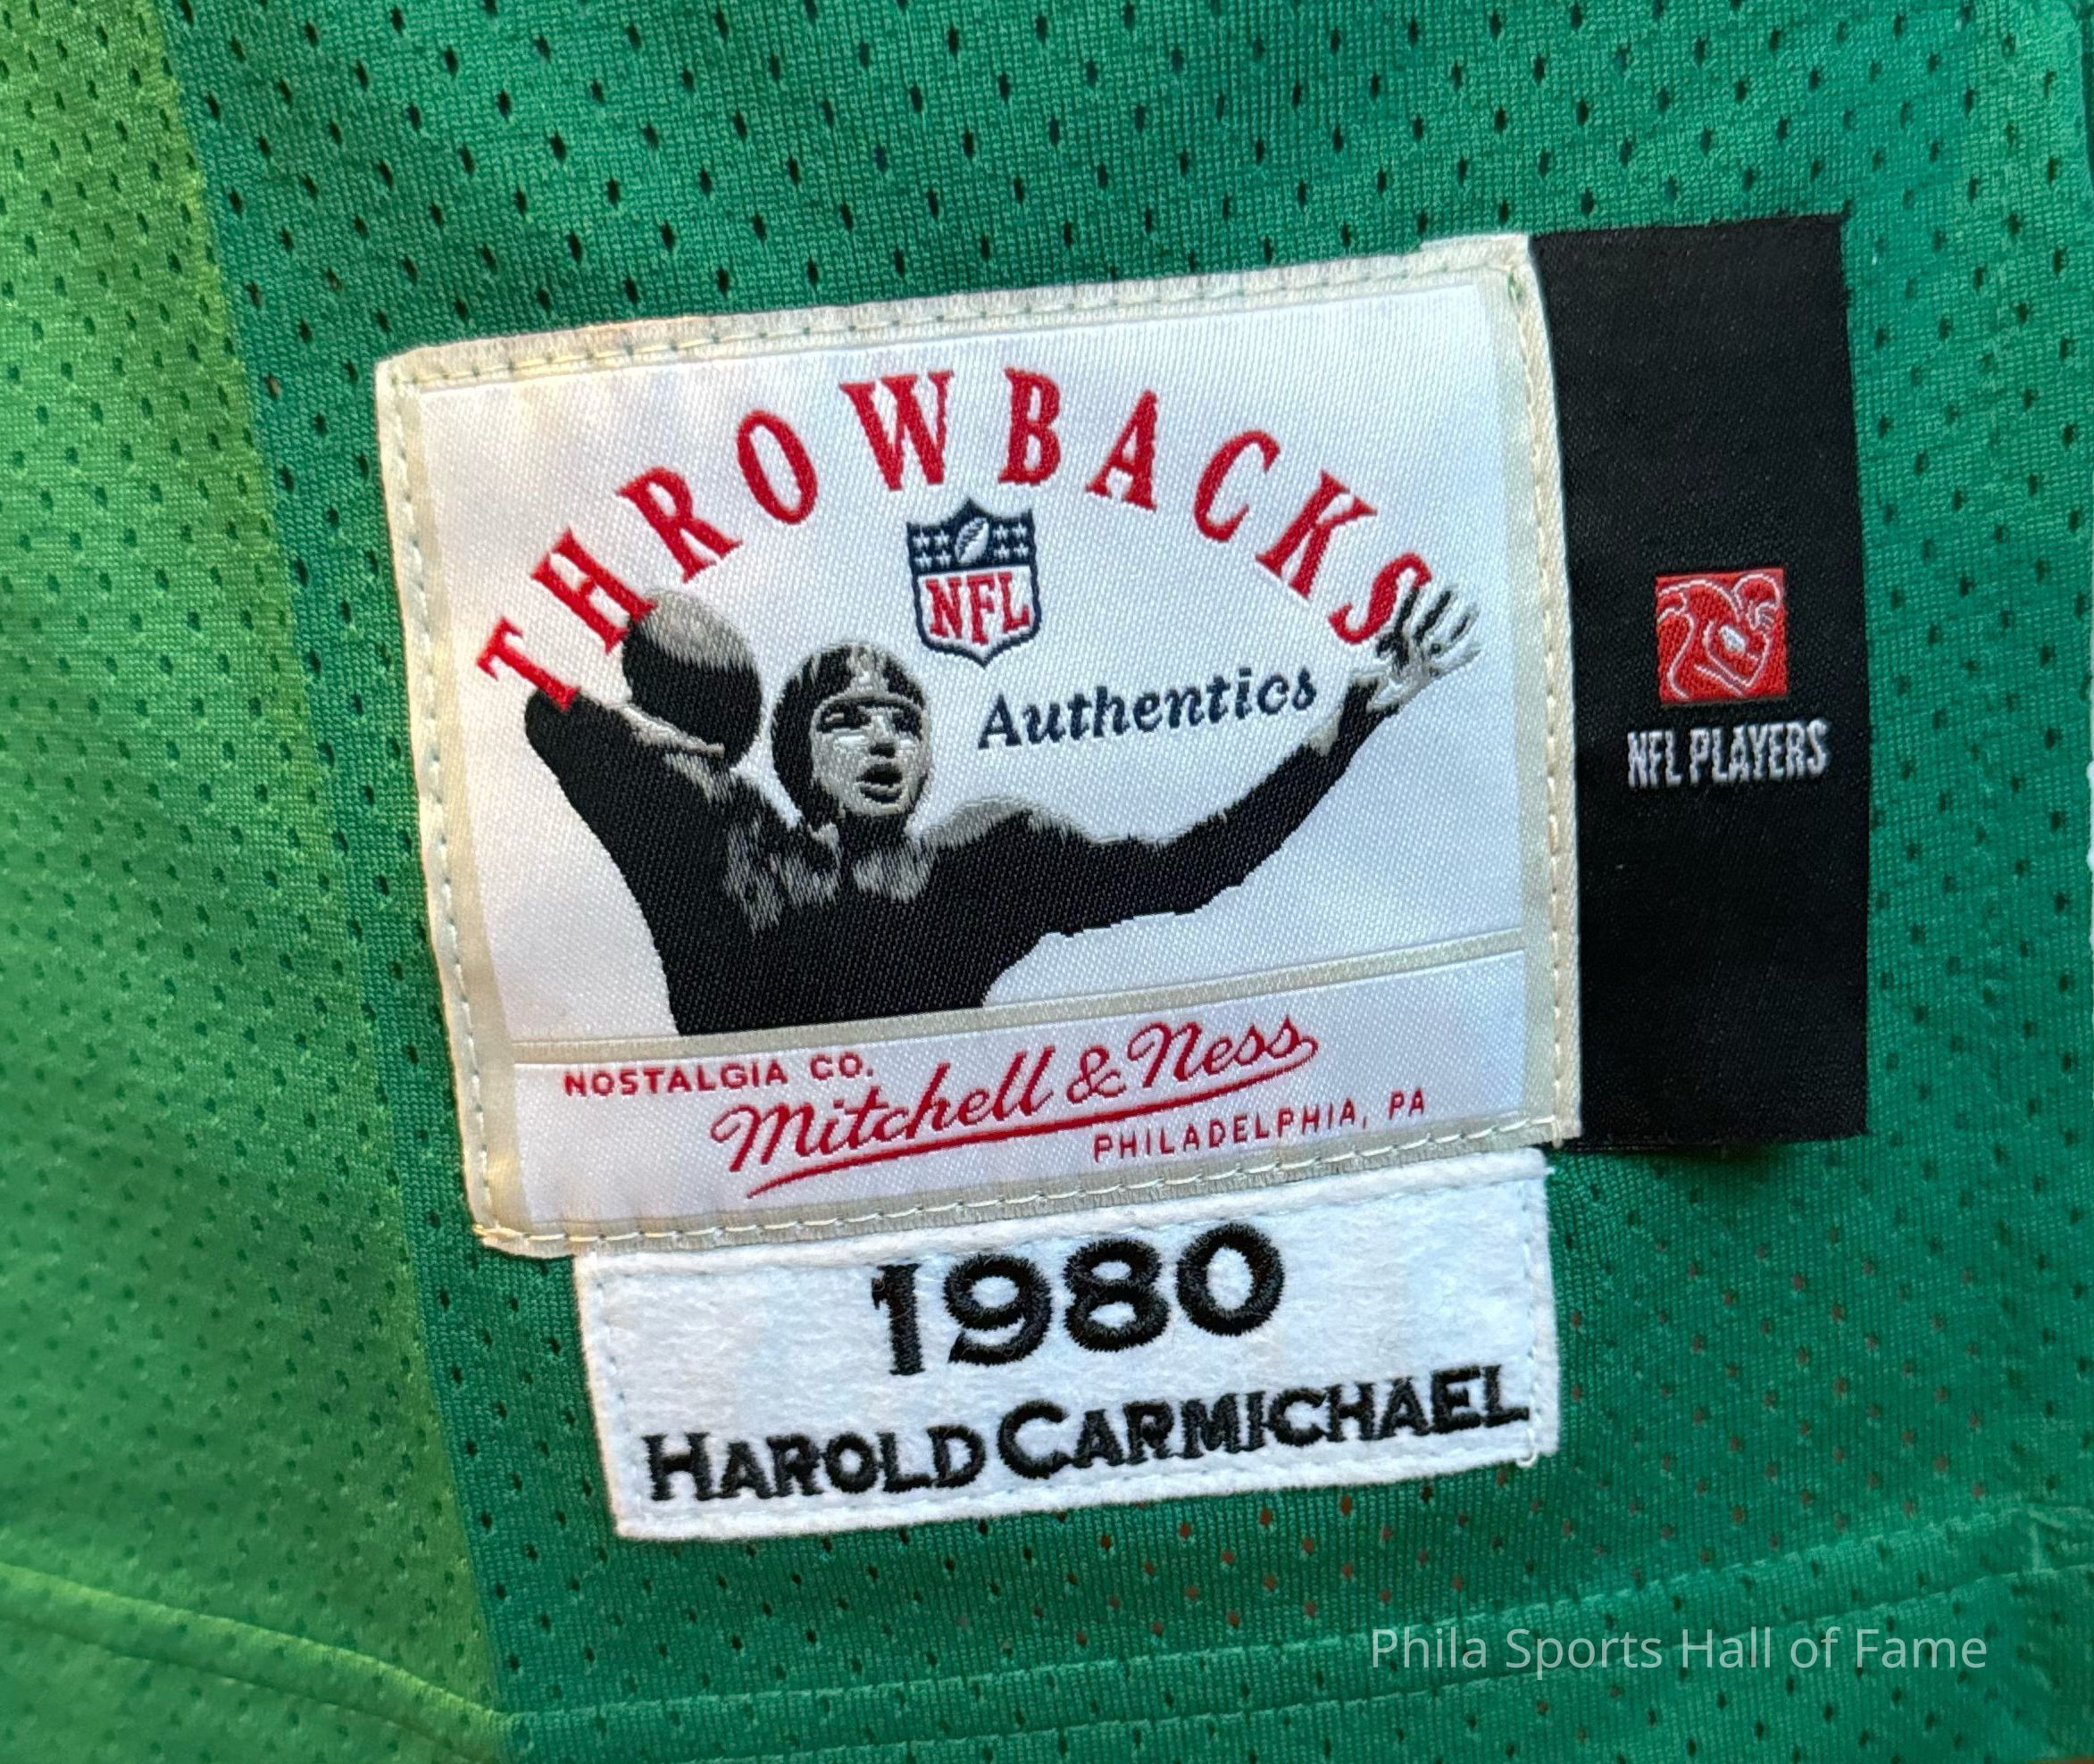 THROWBACKS
NFL
Authentics
NFL PLAYERS
NOSTALGIA CO.
Mitchell & Ness
PHILADELPHIA, PA
1980
HAROLD CARMICHAEL
Phila Sports Hall of Fame